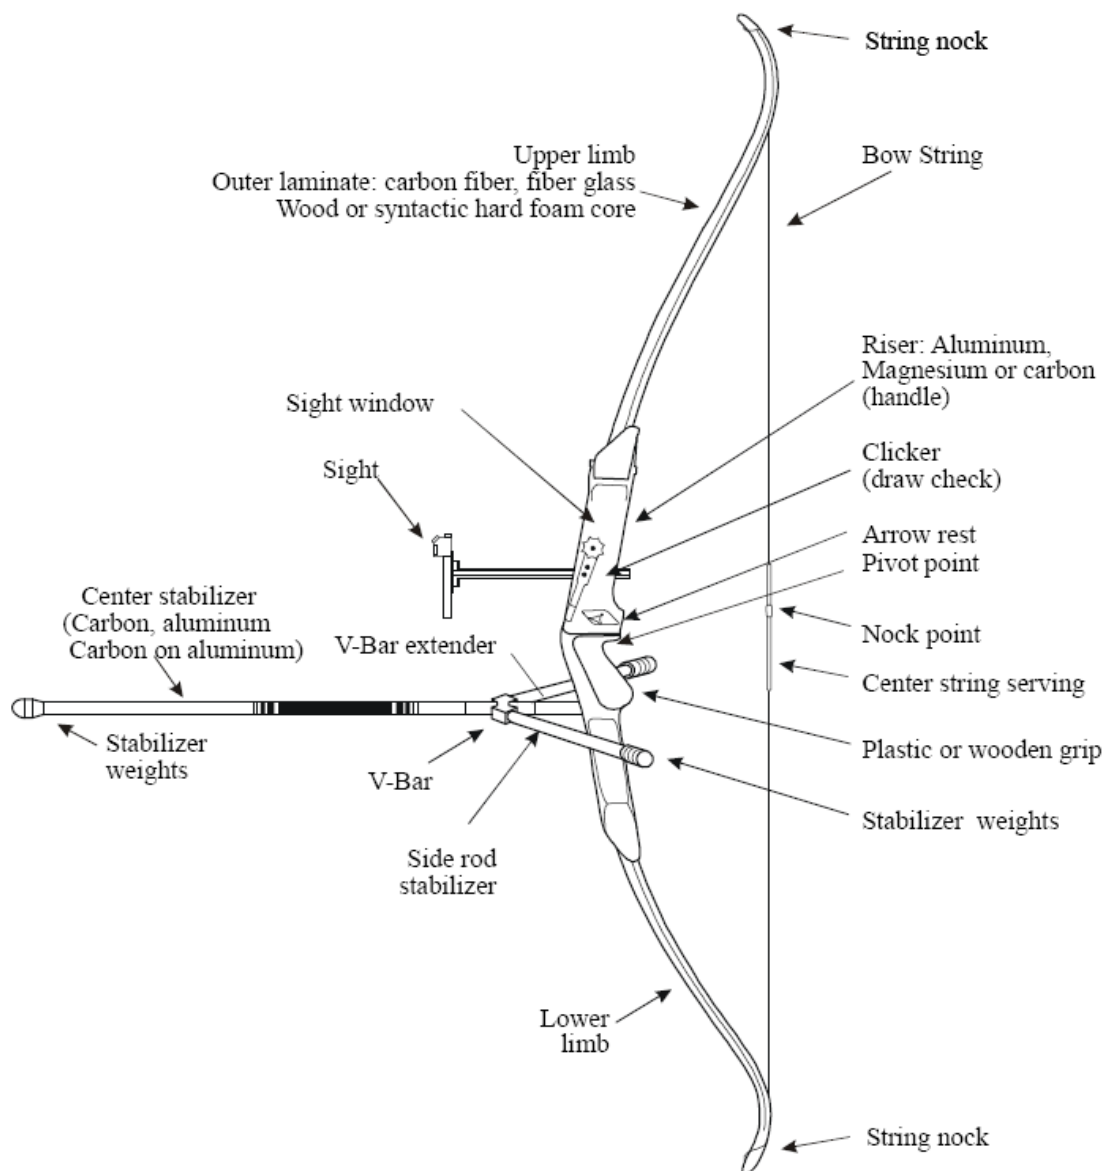 String nock
Upper limb
Outer laminate: carbon fiber, fiber glass
Wood or syntactic hard foam core
Bow String
Riser: Aluminum,
Magnesium or carbon
(handle)
Sight window
Clicker
(draw check)
Sight
Arrow rest
Pivot point
Center stabilizer
(Carbon, aluminum
Carbon on aluminum)
V-Bar extender
Nock point
Center string serving
Stabilizer
weights
V-Bar
Plastic or wooden grip
Stabilizer weights
Side rod
stabilizer
Lower
limb
String nock